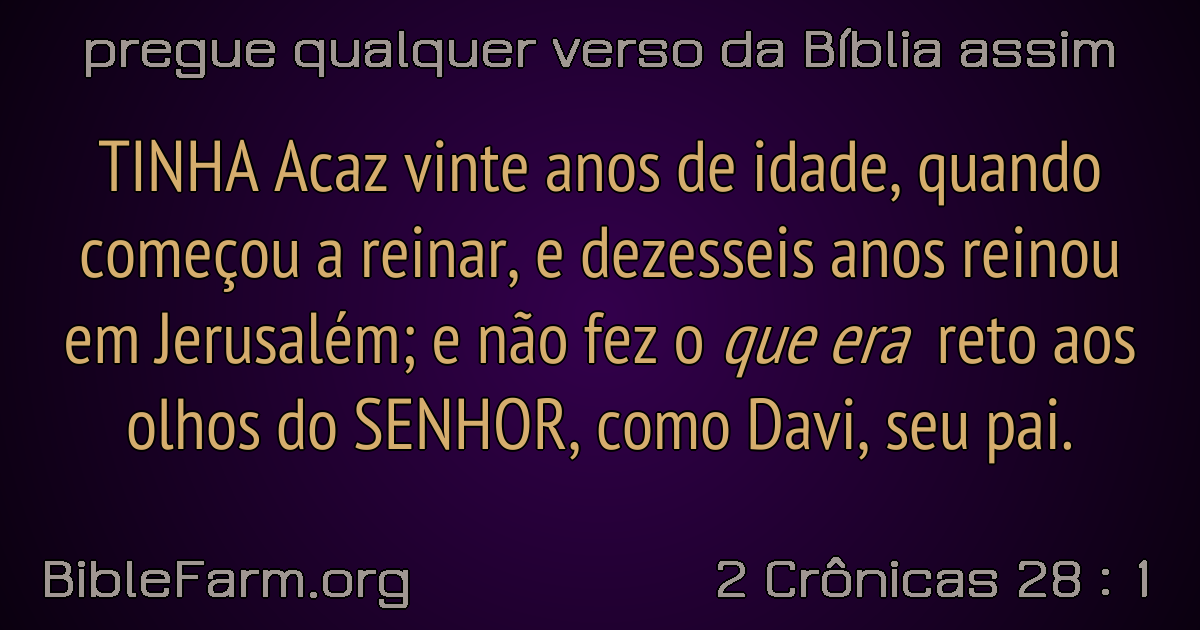 pregue qualquer verso da Bíblia assim
TINHA Acaz vinte anos de idade, quando
começou a reinar, e dezesseis anos reinou
em Jerusalém; e não fez o que era reto aos
olhos do SENHOR, como Davi, seu pai.
BibleFarm.org
2 Crônicas 28 : 1